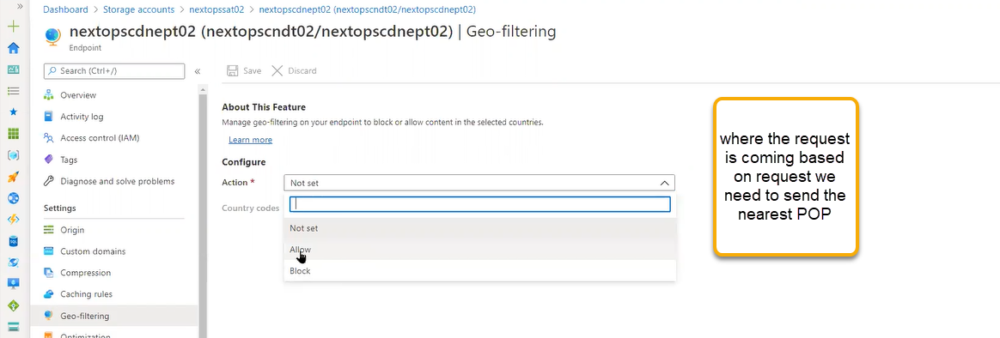 Dashboard > Storage accounts > nextopssat02 > nextopscdnept02 (nextopscndt02/nextopscdnept02)
nextopscdnept02 (nextopscndt02/nextopscdnept02) | Geo-filtering
Endpoint
Search (Ctrl+/)
«
Save
Discard
Overview
Activity log
Access control (IAM)
Tags
Diagnose and solve problems
Settings
Origin
Custom domains
Compression
Caching rules
Geo-filtering
Optimization
About This Feature
Manage geo-filtering on your endpoint to block or allow content in the selected countries.
Learn more
Configure
Action *
Not set
Country codes
Not set
Allow
Block
where the request
is coming based
on request we
need to send the
nearest POP